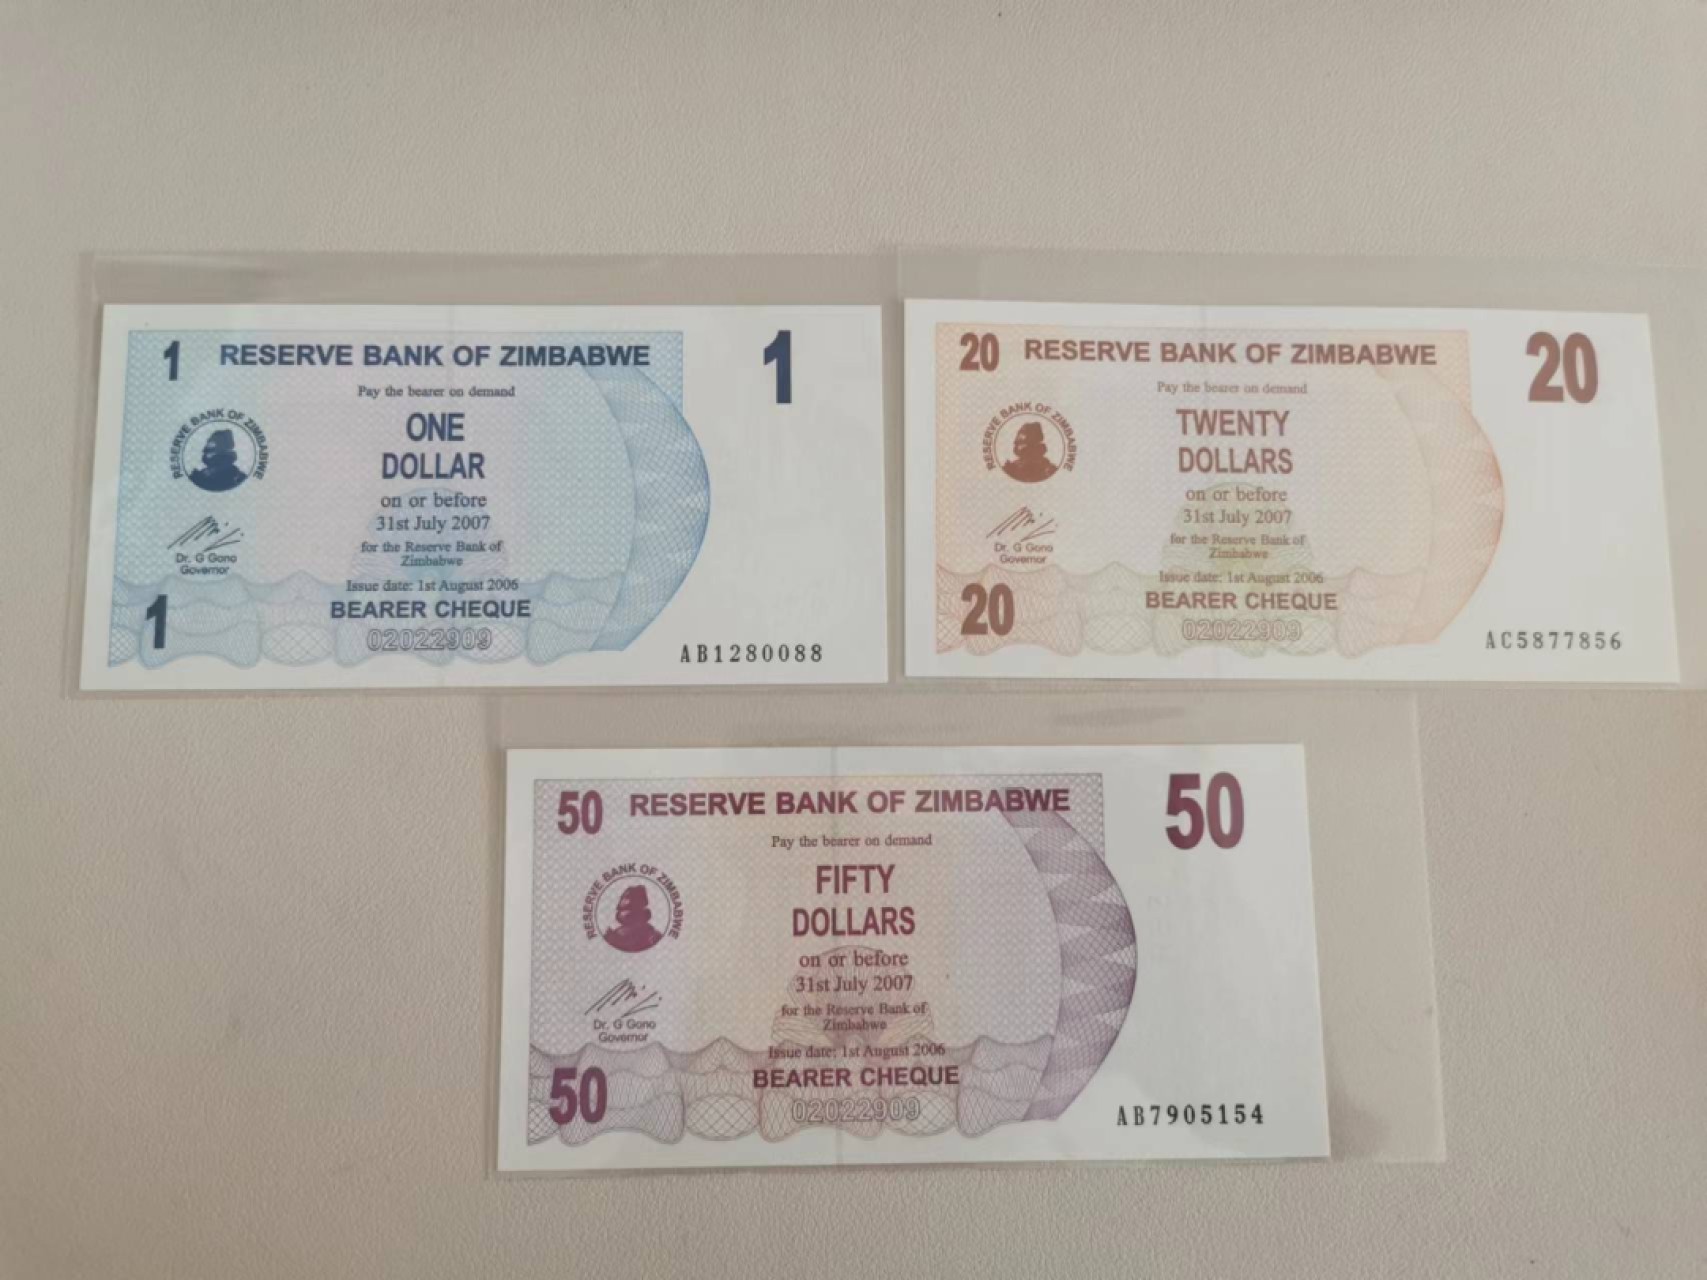 1
RESERVE BANK OF ZIMBABWE
1
Pay the bearer on demand
ONE
DOLLAR
RESERVE BANK OF ZIMBABWE
on or before
31st July 2007
for the Reserve Bank of
Zimbabwe
Dr. G Gono
Governor
Issue date: 1st August 2006
1
BEARER CHEQUE
02022909
AB1280088
20
RESERVE BANK OF ZIMBABWE
20
Pay the bearer on demand
TWENTY
DOLLARS
RESERVE BANK OF ZIMBABWE
on or before
31st July 2007
for the Reserve Bank of
Zimbabwe
Dr. G Gono
Governor
Issue date: 1st August 2006
20
BEARER CHEQUE
02022909
AC5877856
50
RESERVE BANK OF ZIMBABWE
50
Pay the bearer on demand
FIFTY
DOLLARS
RESERVE BANK OF ZIMBABWE
on or before
31st July 2007
for the Reserve Bank of
Zimbabwe
Dr. G Gono
Governor
Issue date: 1st August 2006
50
BEARER CHEQUE
02022909
AB7905154